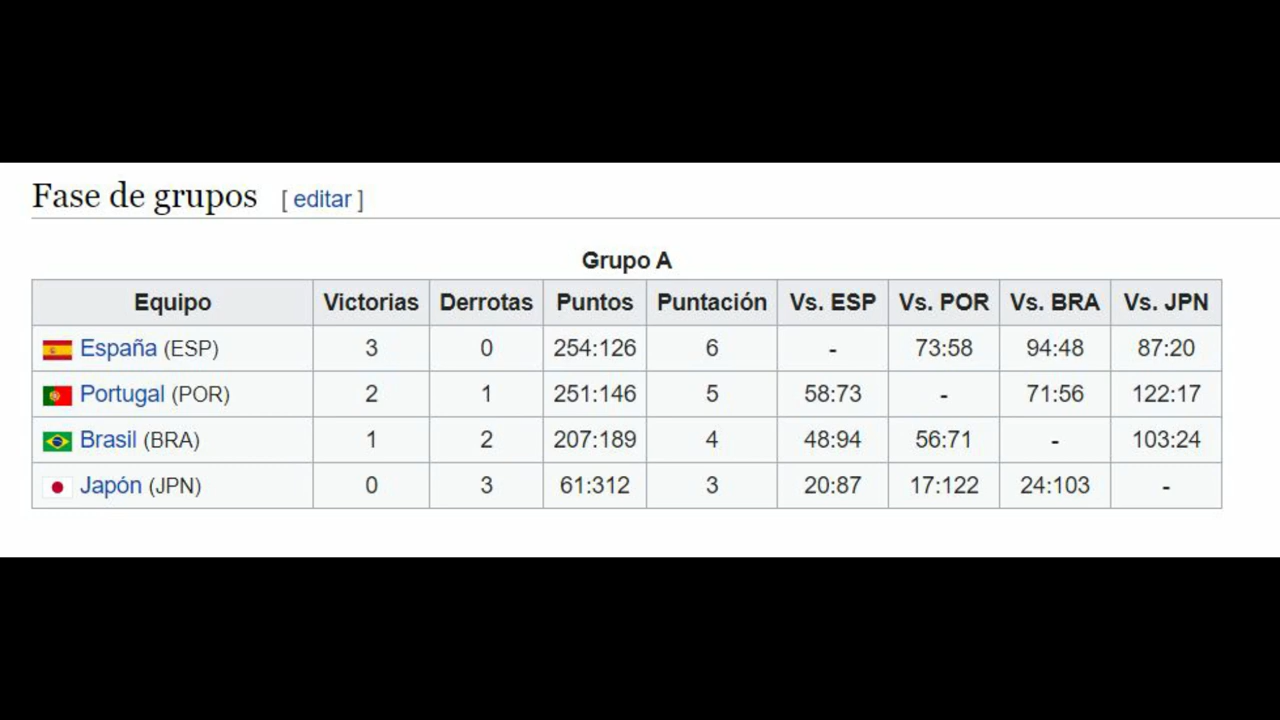 Fase de grupos [ editar ]
Grupo A
Equipo Victorias Derrotas Puntos Puntación Vs. ESP Vs. POR Vs. BRA Vs. JPN
España (ESP) 3 0 254:126 6 - 73:58 94:48 87:20
Portugal (POR) 2 1 251:146 5 58:73 - 71:56 122:17
Brasil (BRA) 1 2 207:189 4 48:94 56:71 - 103:24
Japón (JPN) 0 3 61:312 3 20:87 17:122 24:103 -